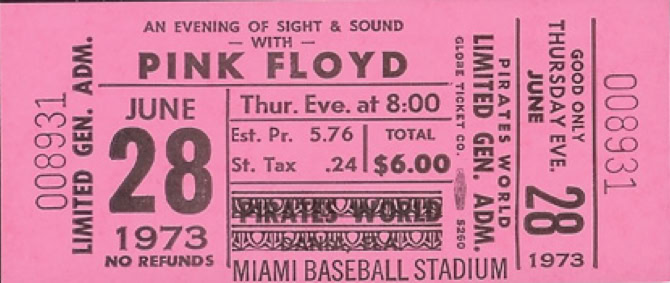 008931
LIMITED GEN. ADM.
AN EVENING OF SIGHT & SOUND
— WITH —
PINK FLOYD
JUNE
28
1973
NO REFUNDS
Thur. Eve. at 8:00
Est. Pr. 5.76
St. Tax .24
TOTAL
$6.00
PIRATES WORLD
DANIA, FLA.
MIAMI BASEBALL STADIUM
GLOBE TICKET CO. 5260
LIMITED GEN. ADM.
PIRATES WORLD
GOOD ONLY
THURSDAY EVE.
JUNE
28
1973
008931